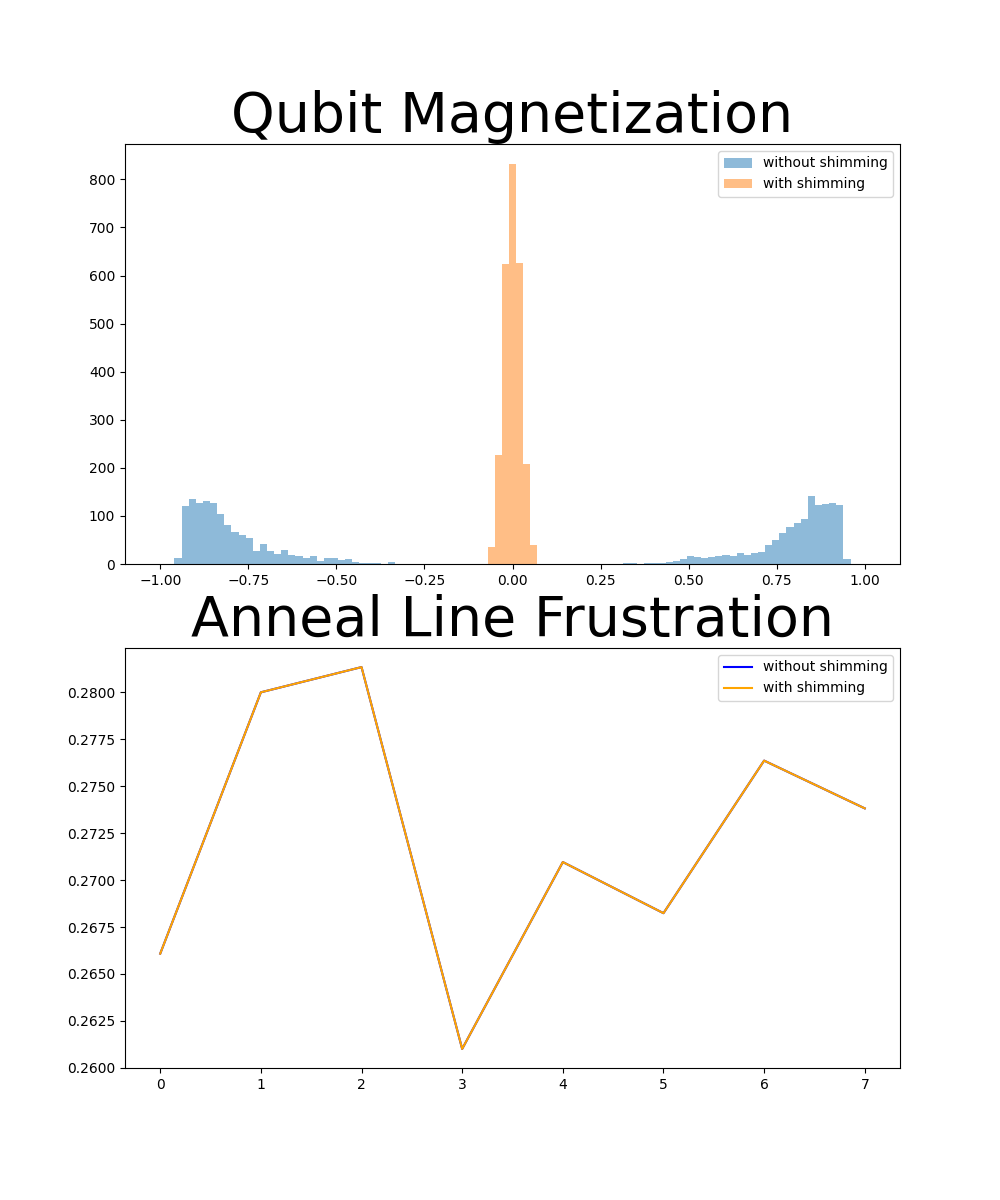 Qubit Magnetization
without shimming
with shimming
800
700
600
500
400
300
200
100
0
−1.00 −0.75 −0.50 −0.25 0.00 0.25 0.50 0.75 1.00
Anneal Line Frustration
without shimming
with shimming
0.2800
0.2775
0.2750
0.2725
0.2700
0.2675
0.2650
0.2625
0.2600
0 1 2 3 4 5 6 7